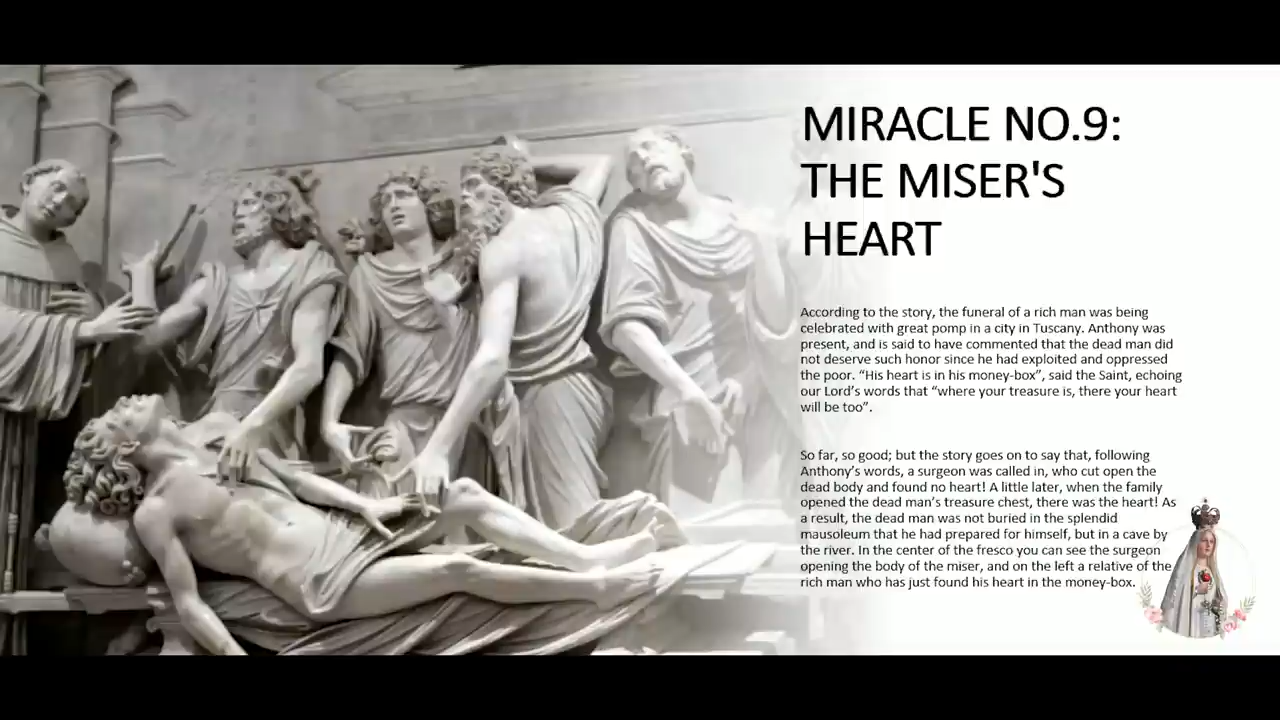 MIRACLE NO.9:
THE MISER'S
HEART
According to the story, the funeral of a rich man was being
celebrated with great pomp in a city in Tuscany. Anthony was
present, and is said to have commented that the dead man did
not deserve such honor since he had exploited and oppressed
the poor. “His heart is in his money-box”, said the Saint, echoing
our Lord’s words that “where your treasure is, there your heart
will be too”.
So far, so good; but the story goes on to say that, following
Anthony’s words, a surgeon was called in, who cut open the
dead body and found no heart! A little later, when the family
opened the dead man’s treasure chest, there was the heart! As
a result, the dead man was not buried in the splendid
mausoleum that he had prepared for himself, but in a cave by
the river. In the center of the fresco you can see the surgeon
opening the body of the miser, and on the left a relative of the
rich man who has just found his heart in the money-box.